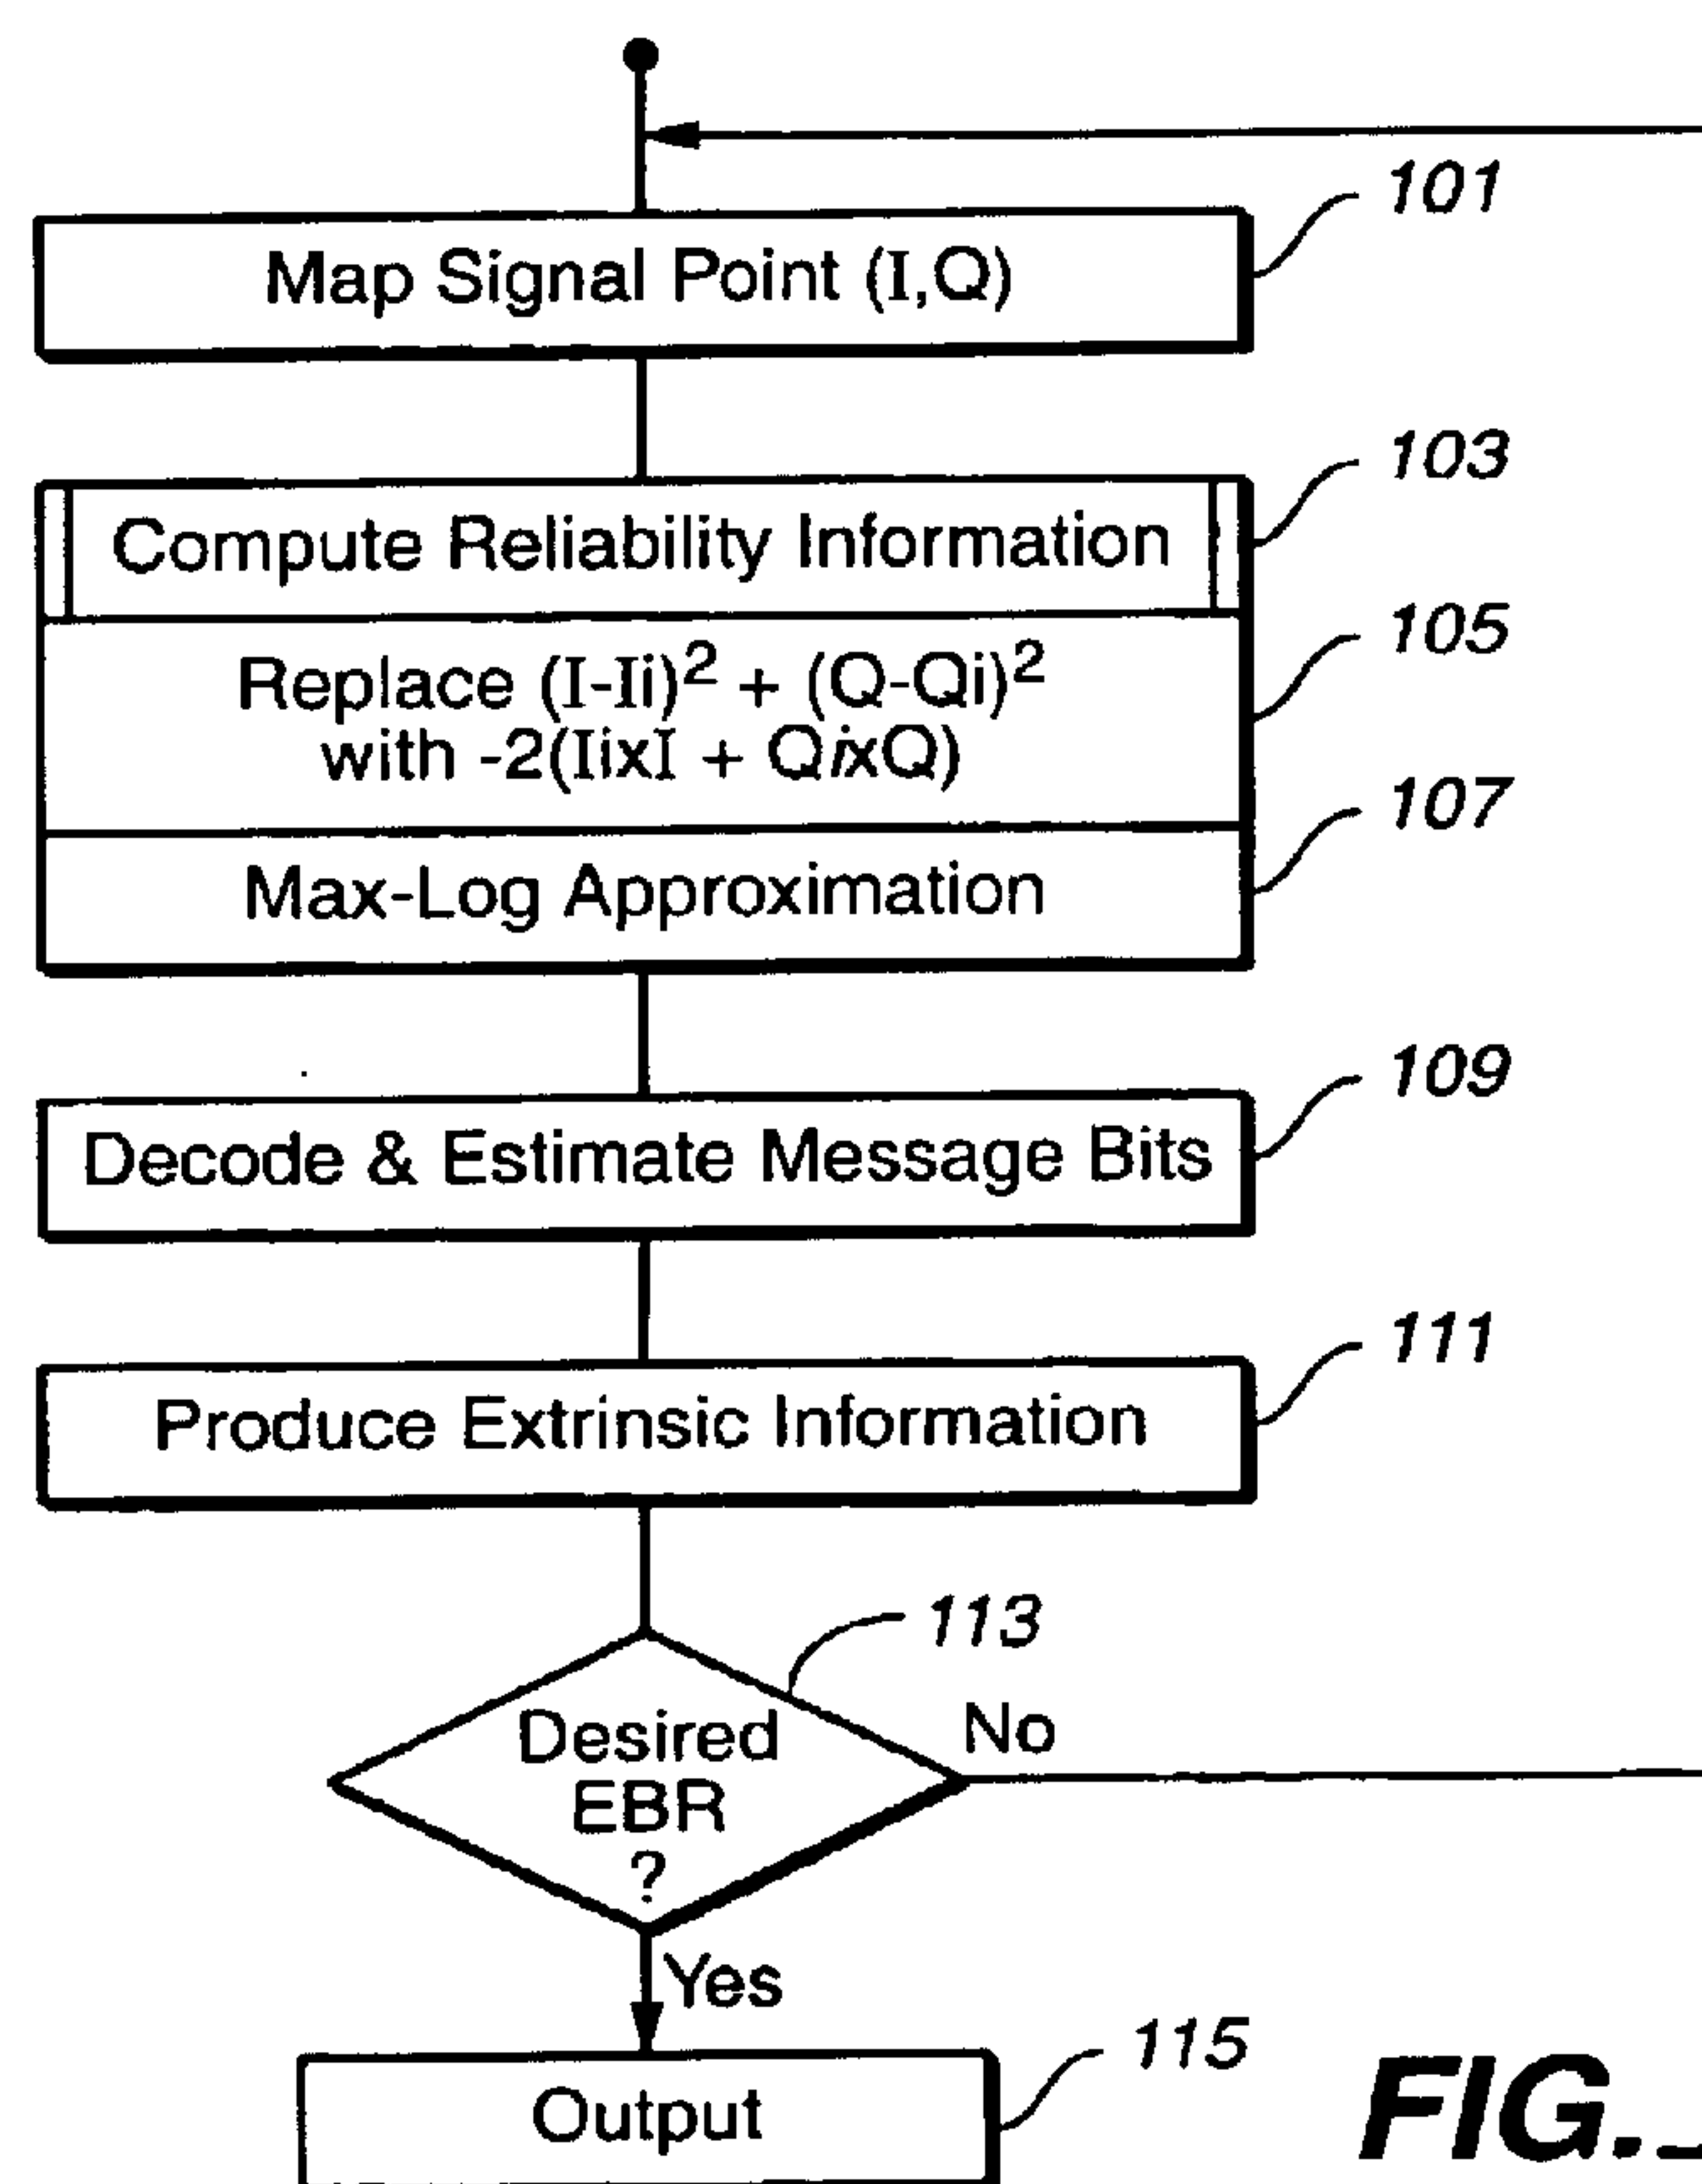 101
Map Signal Point (I,Q)
103
Compute Reliability Information
105
Replace (I-Ii)² + (Q-Qi)²
with -2(IixI + QixQ)
107
Max-Log Approximation
109
Decode & Estimate Message Bits
111
Produce Extrinsic Information
113
Desired
EBR
?
No
Yes
115
Output
FIG._